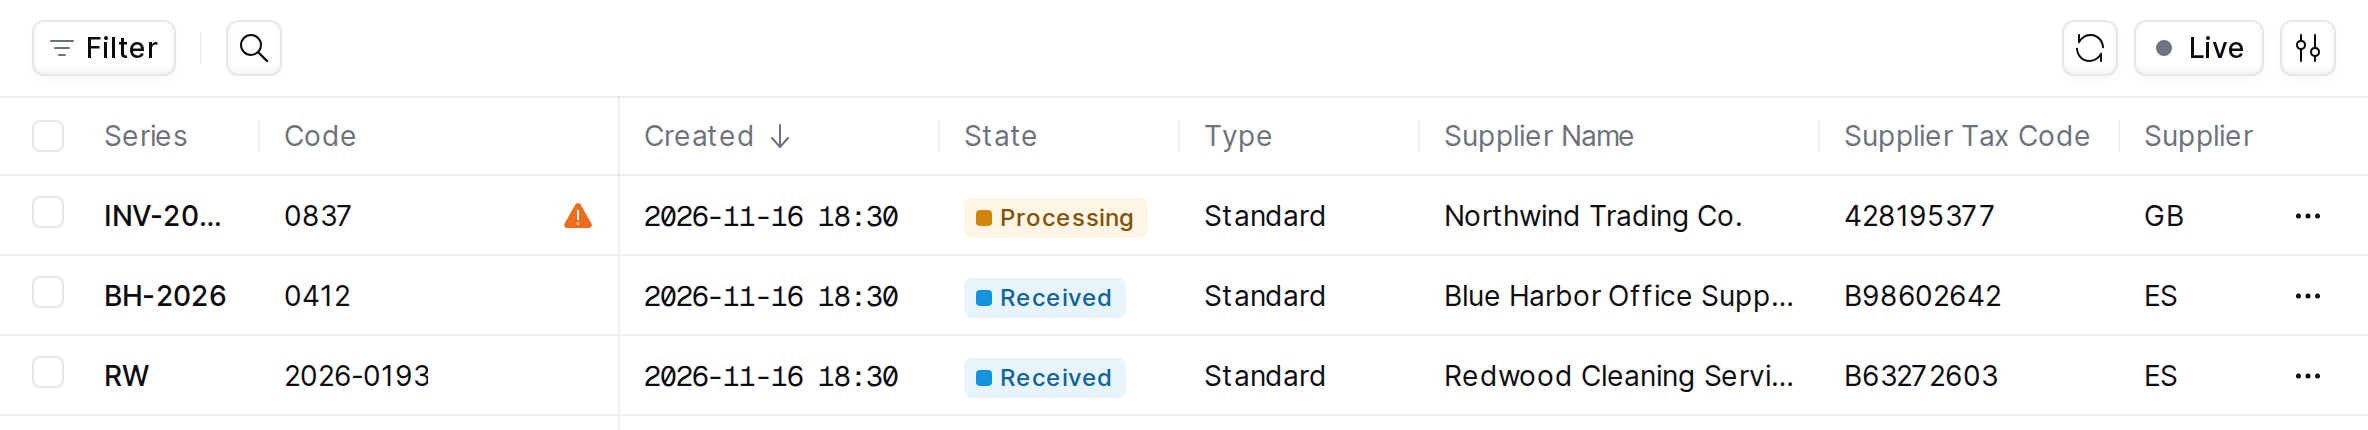 Filter Live
Series Code Created State Type Supplier Name Supplier Tax Code Supplier
INV-20... 0837 2026-11-16 18:30 Processing Standard Northwind Trading Co. 428195377 GB
BH-2026 0412 2026-11-16 18:30 Received Standard Blue Harbor Office Supp... B98602642 ES
RW 2026-0193 2026-11-16 18:30 Received Standard Redwood Cleaning Servi... B63272603 ES